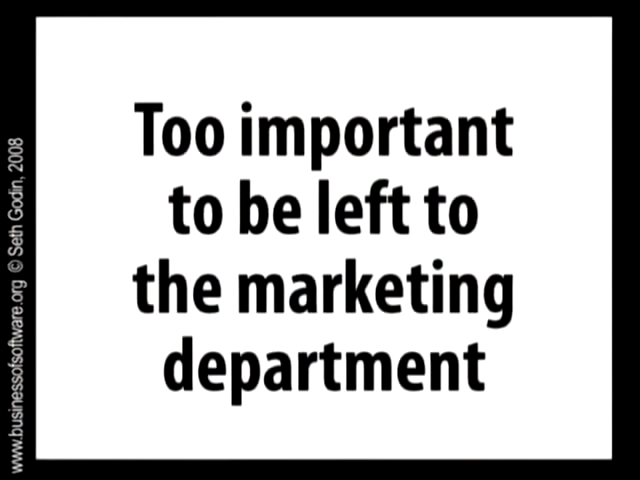 Too important
to be left to
the marketing
department
www.businessofsoftware.org © Seth Godin, 2008